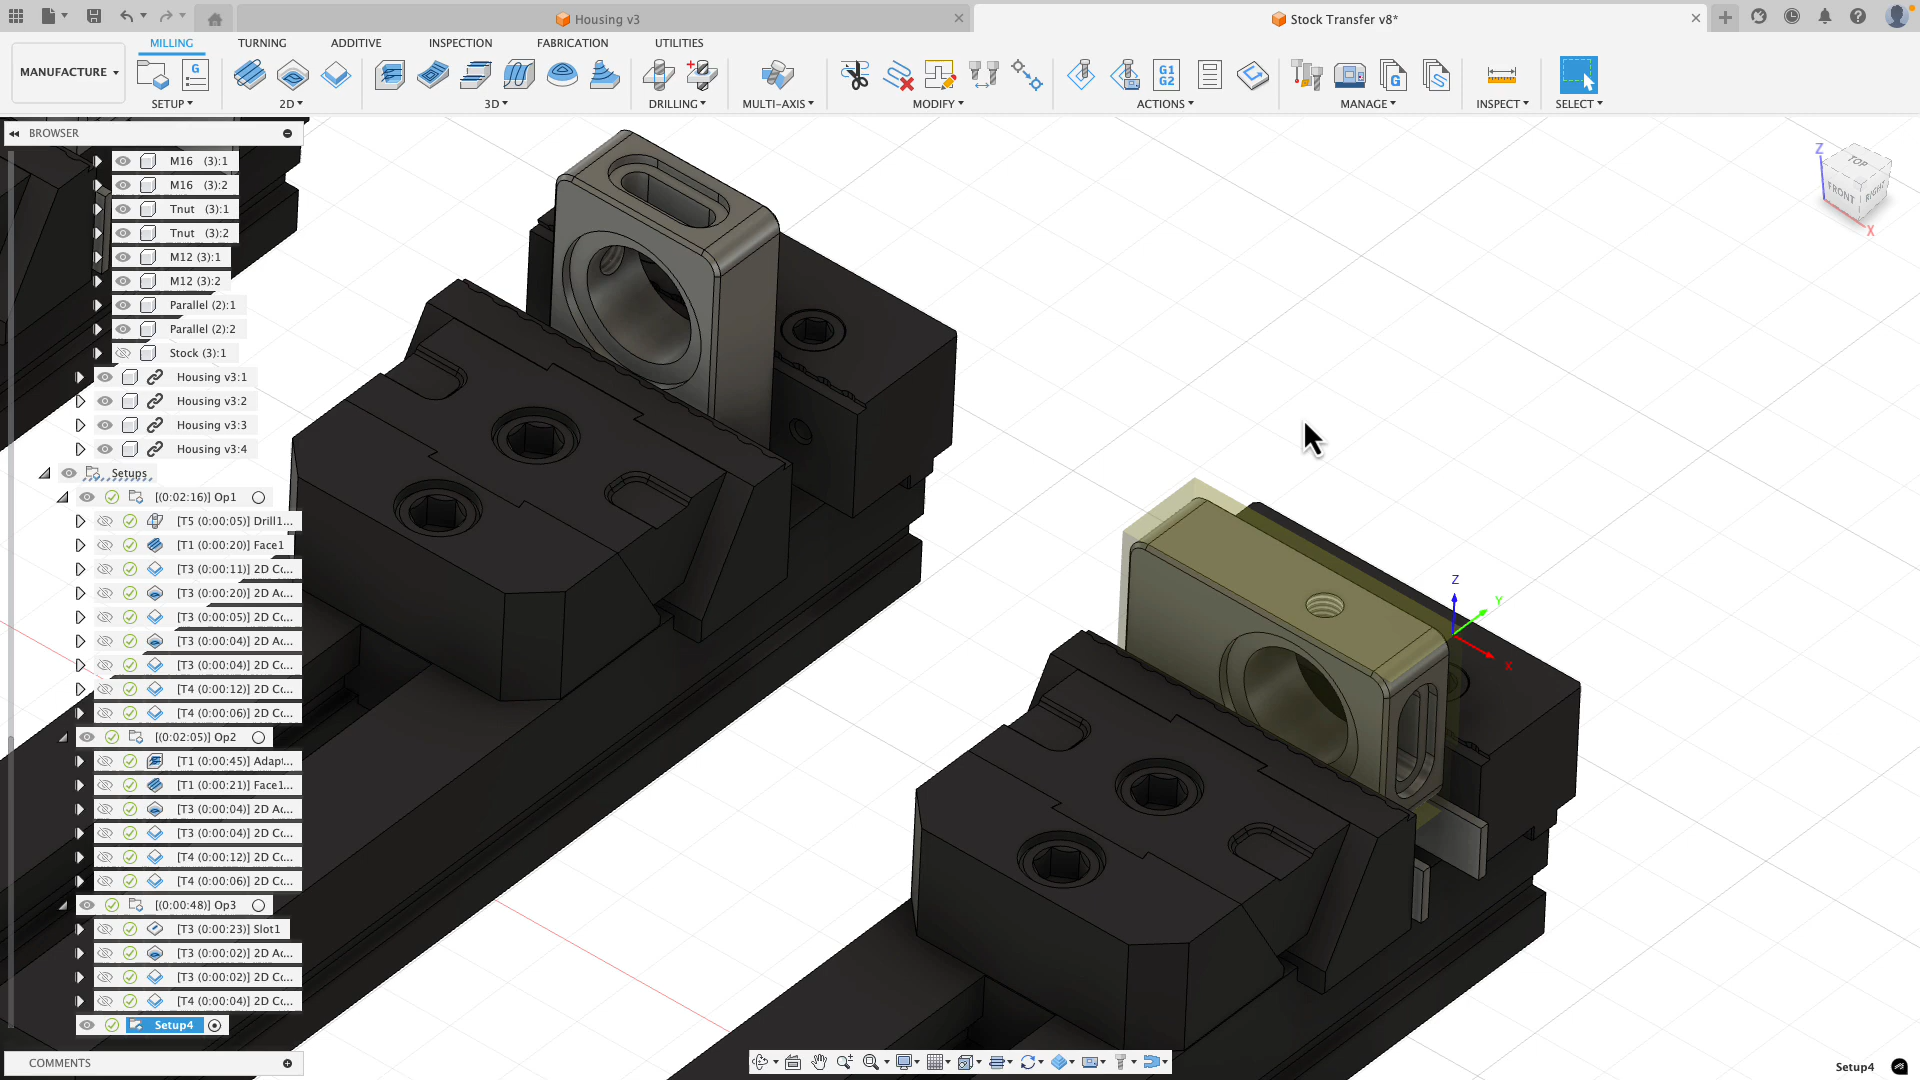 Housing v3
Stock Transfer v8*
MILLING TURNING ADDITIVE INSPECTION FABRICATION UTILITIES
MANUFACTURE
G
G1
G2
G
SETUP 2D 3D DRILLING MULTI-AXIS MODIFY ACTIONS MANAGE INSPECT SELECT
BROWSER
M16 (3):1
M16 (3):2
Tnut (3):1
Tnut (3):2
M12 (3):1
M12 (3):2
Parallel (2):1
Parallel (2):2
Stock (3):1
Housing v3:1
Housing v3:2
Housing v3:3
Housing v3:4
Setups
[(0:02:16)] Op1
[T5 (0:00:05)] Drill1...
[T1 (0:00:20)] Face1
[T3 (0:00:11)] 2D Co...
[T3 (0:00:20)] 2D Ad...
[T3 (0:00:05)] 2D Co...
[T3 (0:00:04)] 2D Ad...
[T3 (0:00:04)] 2D Co...
[T4 (0:00:12)] 2D Co...
[T4 (0:00:06)] 2D Co...
[(0:02:05)] Op2
[T1 (0:00:45)] Adapt...
[T1 (0:00:21)] Face1...
[T3 (0:00:04)] 2D Ad...
[T3 (0:00:04)] 2D Co...
[T4 (0:00:12)] 2D Co...
[T4 (0:00:06)] 2D Co...
[(0:00:48)] Op3
[T3 (0:00:23)] Slot1
[T3 (0:00:02)] 2D Ad...
[T3 (0:00:02)] 2D Co...
[T4 (0:00:04)] 2D Co...
Setup4
COMMENTS
Z
TOP
FRONT
RIGHT
X
Z
Y
X
Setup4